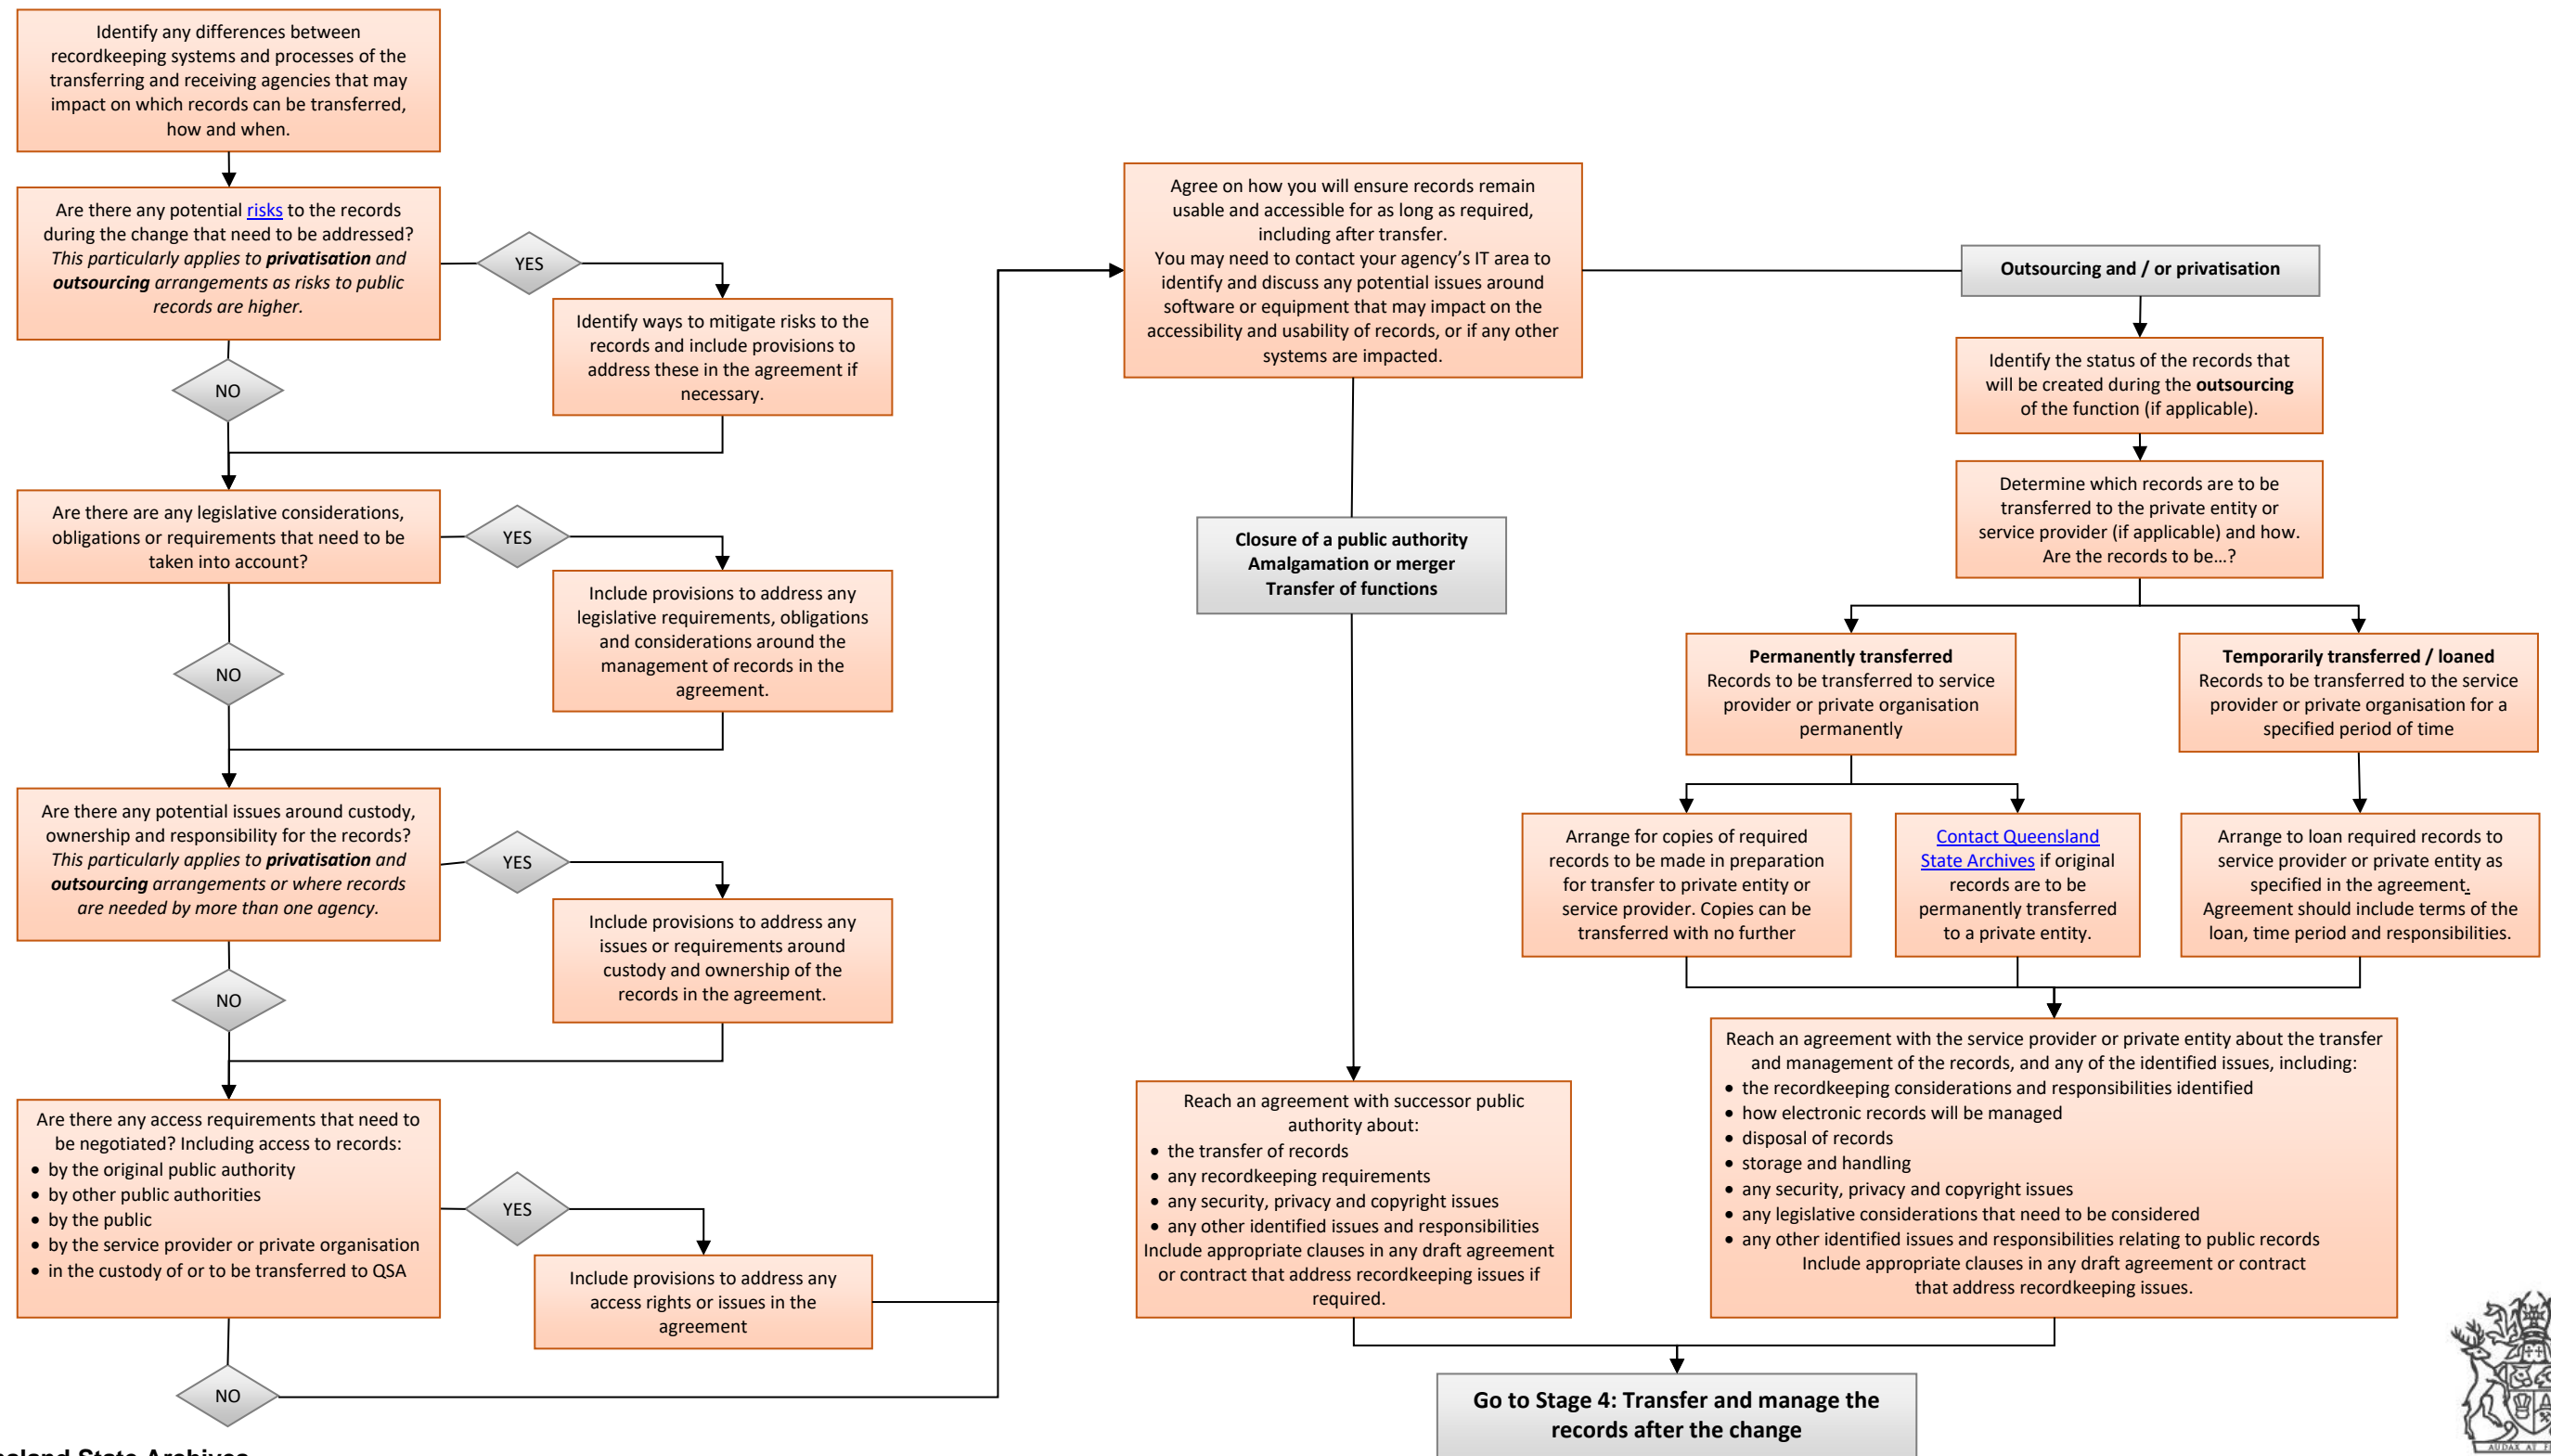 Identify any differences between
recordkeeping systems and processes of the
transferring and receiving agencies that may
impact on which records can be transferred,
how and when.
Are there any potential risks to the records
during the change that need to be addressed?
This particularly applies to privatisation and
outsourcing arrangements as risks to public
records are higher.
YES
Identify ways to mitigate risks to the
records and include provisions to
address these in the agreement if
necessary.
NO
Are there are any legislative considerations,
obligations or requirements that need to be
taken into account?
YES
Include provisions to address any
legislative requirements, obligations
and considerations around the
management of records in the
agreement.
NO
Are there any potential issues around custody,
ownership and responsibility for the records?
This particularly applies to privatisation and
outsourcing arrangements or where records
are needed by more than one agency.
YES
Include provisions to address any
issues or requirements around
custody and ownership of the
records in the agreement.
NO
Are there any access requirements that need to
be negotiated? Including access to records:
• by the original public authority
• by other public authorities
• by the public
• by the service provider or private organisation
• in the custody of or to be transferred to QSA
YES
Include provisions to address any
access rights or issues in the
agreement
NO
Agree on how you will ensure records remain
usable and accessible for as long as required,
including after transfer.
You may need to contact your agency’s IT area to
identify and discuss any potential issues around
software or equipment that may impact on the
accessibility and usability of records, or if any other
systems are impacted.
Closure of a public authority
Amalgamation or merger
Transfer of functions
Reach an agreement with successor public
authority about:
• the transfer of records
• any recordkeeping requirements
• any security, privacy and copyright issues
• any other identified issues and responsibilities
Include appropriate clauses in any draft agreement
or contract that address recordkeeping issues if
required.
Outsourcing and / or privatisation
Identify the status of the records that
will be created during the outsourcing
of the function (if applicable).
Determine which records are to be
transferred to the private entity or
service provider (if applicable) and how.
Are the records to be…?
Permanently transferred
Records to be transferred to service
provider or private organisation
permanently
Temporarily transferred / loaned
Records to be transferred to the service
provider or private organisation for a
specified period of time
Arrange for copies of required
records to be made in preparation
for transfer to private entity or
service provider. Copies can be
transferred with no further
Contact Queensland
State Archives if original
records are to be
permanently transferred
to a private entity.
Arrange to loan required records to
service provider or private entity as
specified in the agreement.
Agreement should include terms of the
loan, time period and responsibilities.
Reach an agreement with the service provider or private entity about the transfer
and management of the records, and any of the identified issues, including:
• the recordkeeping considerations and responsibilities identified
• how electronic records will be managed
• disposal of records
• storage and handling
• any security, privacy and copyright issues
• any legislative considerations that need to be considered
• any other identified issues and responsibilities relating to public records
Include appropriate clauses in any draft agreement or contract
that address recordkeeping issues.
Go to Stage 4: Transfer and manage the
records after the change
State Archives
AUDAX AT